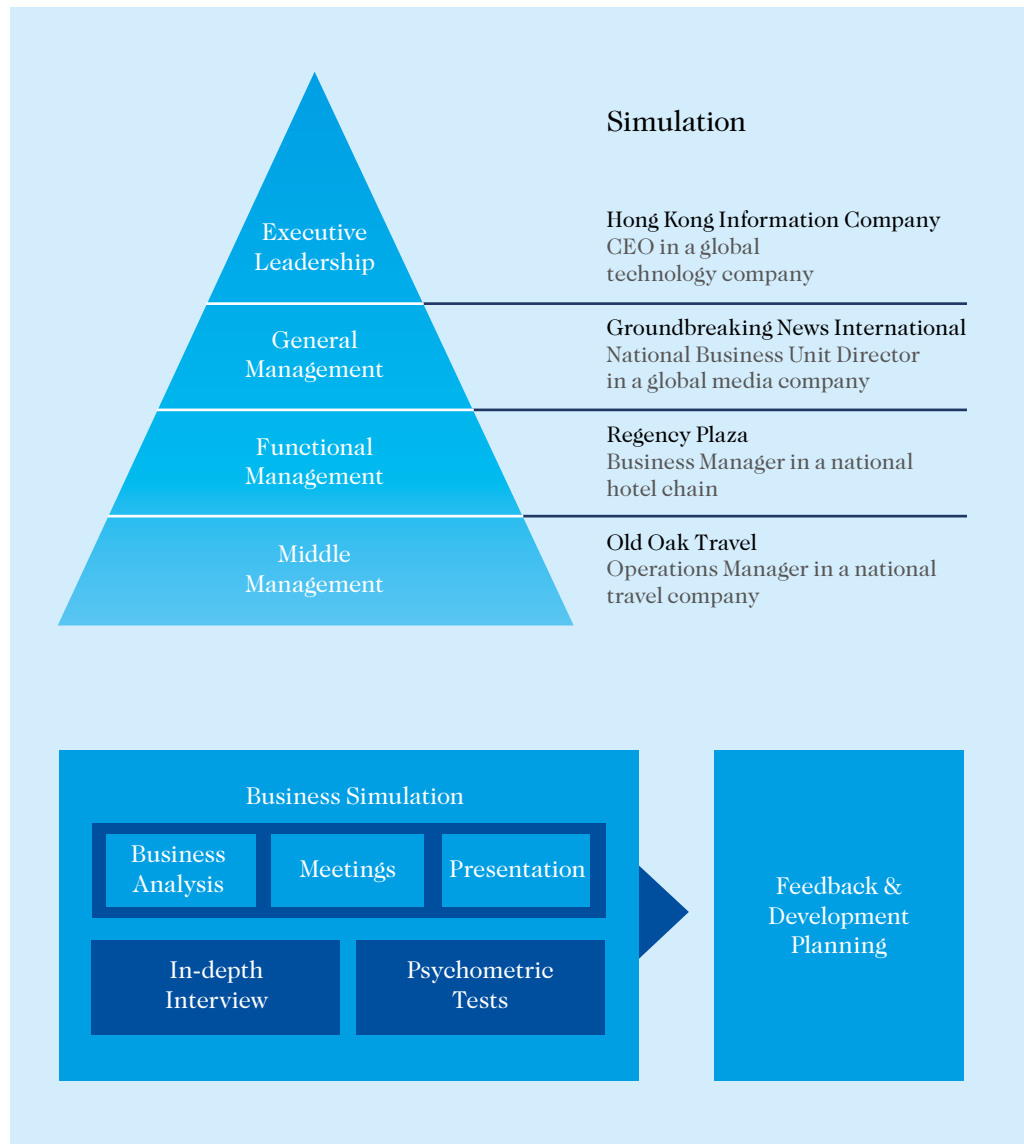 Simulation
Executive
Leadership
Hong Kong Information Company
CEO in a global
technology company
General
Management
Groundbreaking News International
National Business Unit Director
in a global media company
Functional
Management
Regency Plaza
Business Manager in a national
hotel chain
Middle
Management
Old Oak Travel
Operations Manager in a national
travel company
Business Simulation
Business
Analysis
Meetings
Presentation
In-depth
Interview
Psychometric
Tests
Feedback &
Development
Planning